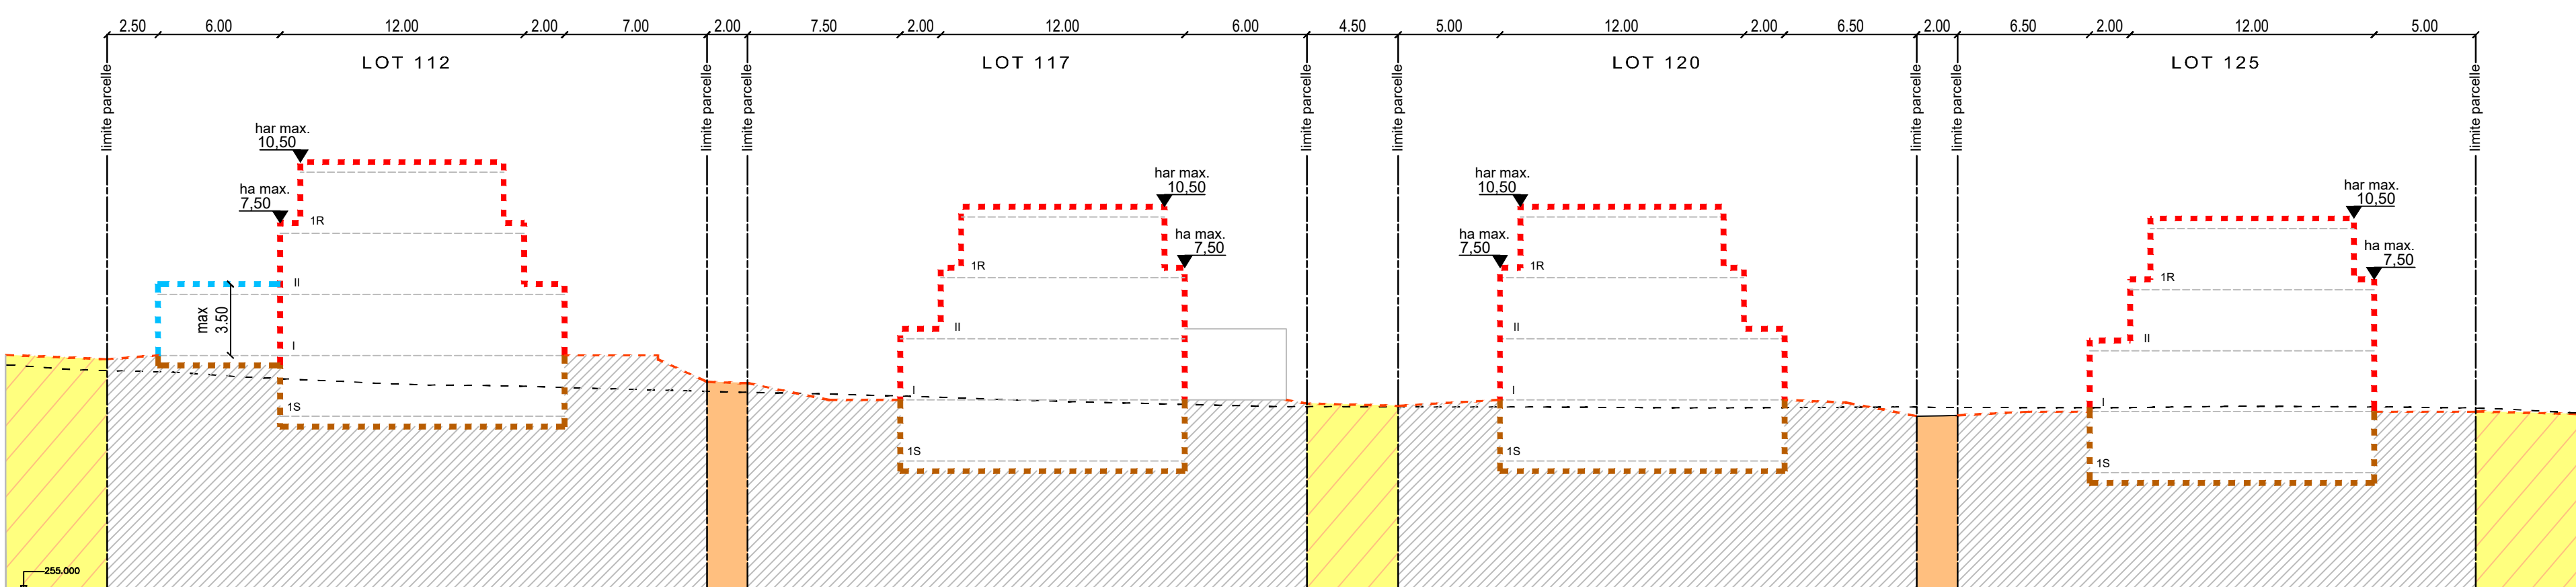 2.50 6.00 12.00 2.00 7.00 2.00 7.50 2.00 12.00 6.00 4.50 5.00 12.00 2.00 6.50 2.00 6.50 2.00 12.00 5.00
LOT 112 LOT 117 LOT 120 LOT 125
limite parcelle
limite parcelle
limite parcelle
limite parcelle
limite parcelle
limite parcelle
limite parcelle
limite parcelle
har max.
10,50
ha max.
7,50
1R
II
max
3.50
I
1S
har max.
10,50
ha max.
7,50
1R
II
I
1S
har max.
10,50
ha max.
7,50
1R
II
I
1S
har max.
10,50
ha max.
7,50
1R
II
I
1S
255.000